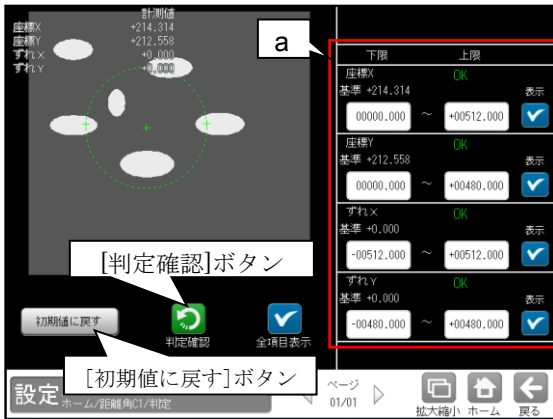 計測値
座標X +214.314
座標Y +212.558
ずれX +0.000
ずれY +0.000
a
下限 上限
座標X OK
基準 +214.314 表示
00000.000 ~ +00512.000
座標Y OK
基準 +212.558 表示
00000.000 ~ +00480.000
ずれX OK
基準 +0.000 表示
-00512.000 ~ +00512.000
ずれY OK
基準 +0.000 表示
-00480.000 ~ +00480.000
[判定確認]ボタン
初期値に戻す
判定確認 全項目表示
[初期値に戻す]ボタン
設定 ホーム/距離角C1/判定
ページ
01/01
拡大縮小 ホーム 戻る